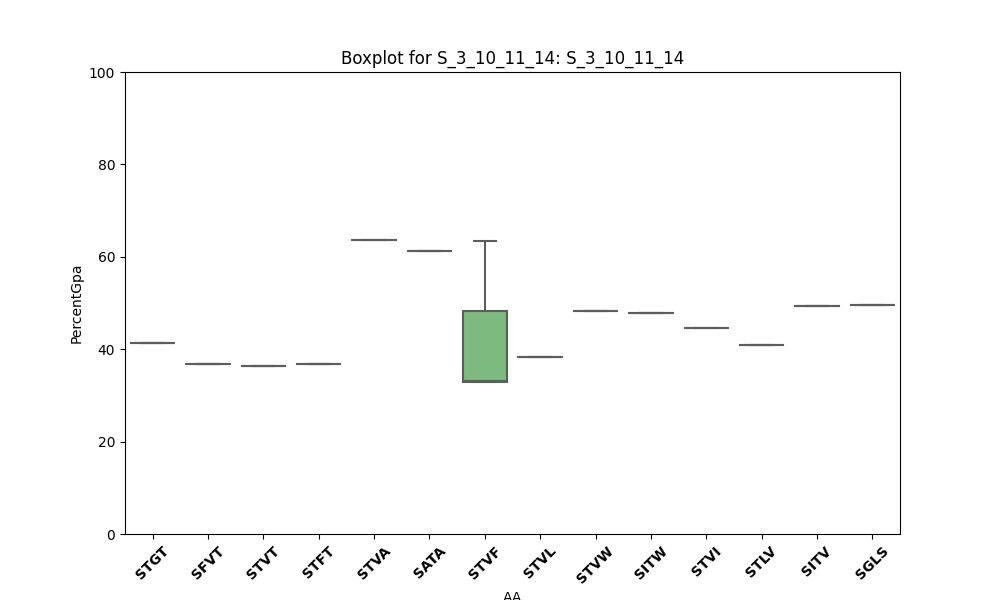 Boxplot for S_3_10_11_14: S_3_10_11_14
100
80
60
40
20
0
PercentGpa
STGT SFVT STVT STFT STVA SATA STVF STVL STVW SITW STVI STLV SITV SGLS
AA